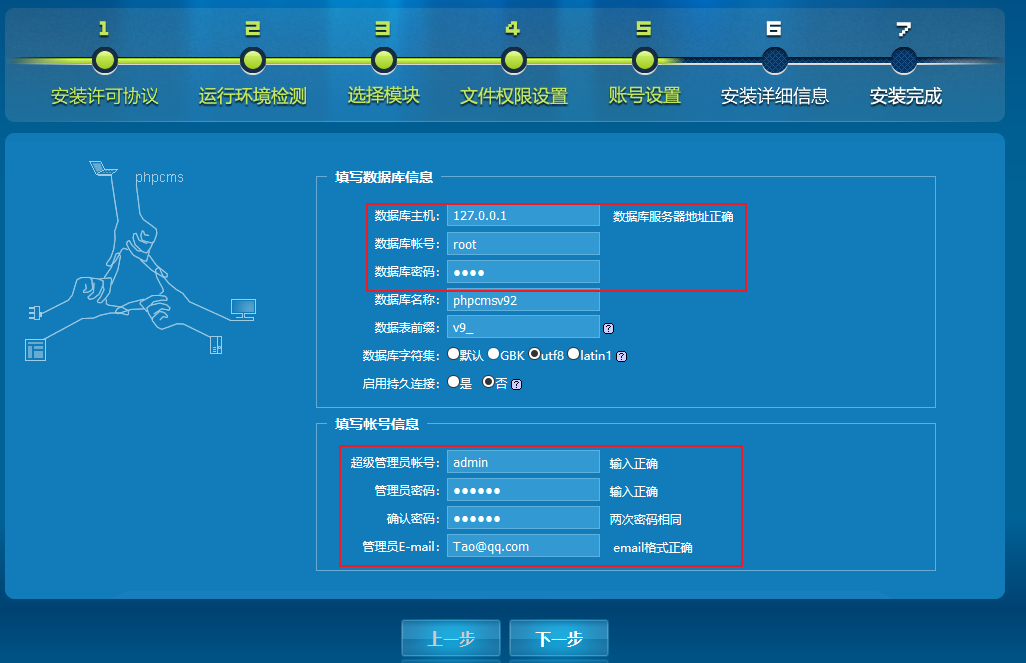 1 2 3 4 5 6 7
安装许可协议 运行环境检测 选择模块 文件权限设置 账号设置 安装详细信息 安装完成
phpcms
填写数据库信息
数据库主机: 127.0.0.1 数据库服务器地址正确
数据库帐号: root
数据库密码: ●●●●
数据库名称: phpcmsv92
数据表前缀: v9_ ?
数据库字符集: 默认 GBK utf8 latin1 ?
启用持久连接: 是 否 ?
填写帐号信息
超级管理员帐号: admin 输入正确
管理员密码: ●●●●●● 输入正确
确认密码: ●●●●●● 两次密码相同
管理员E-mail: Tao@qq.com email格式正确
上一步 下一步